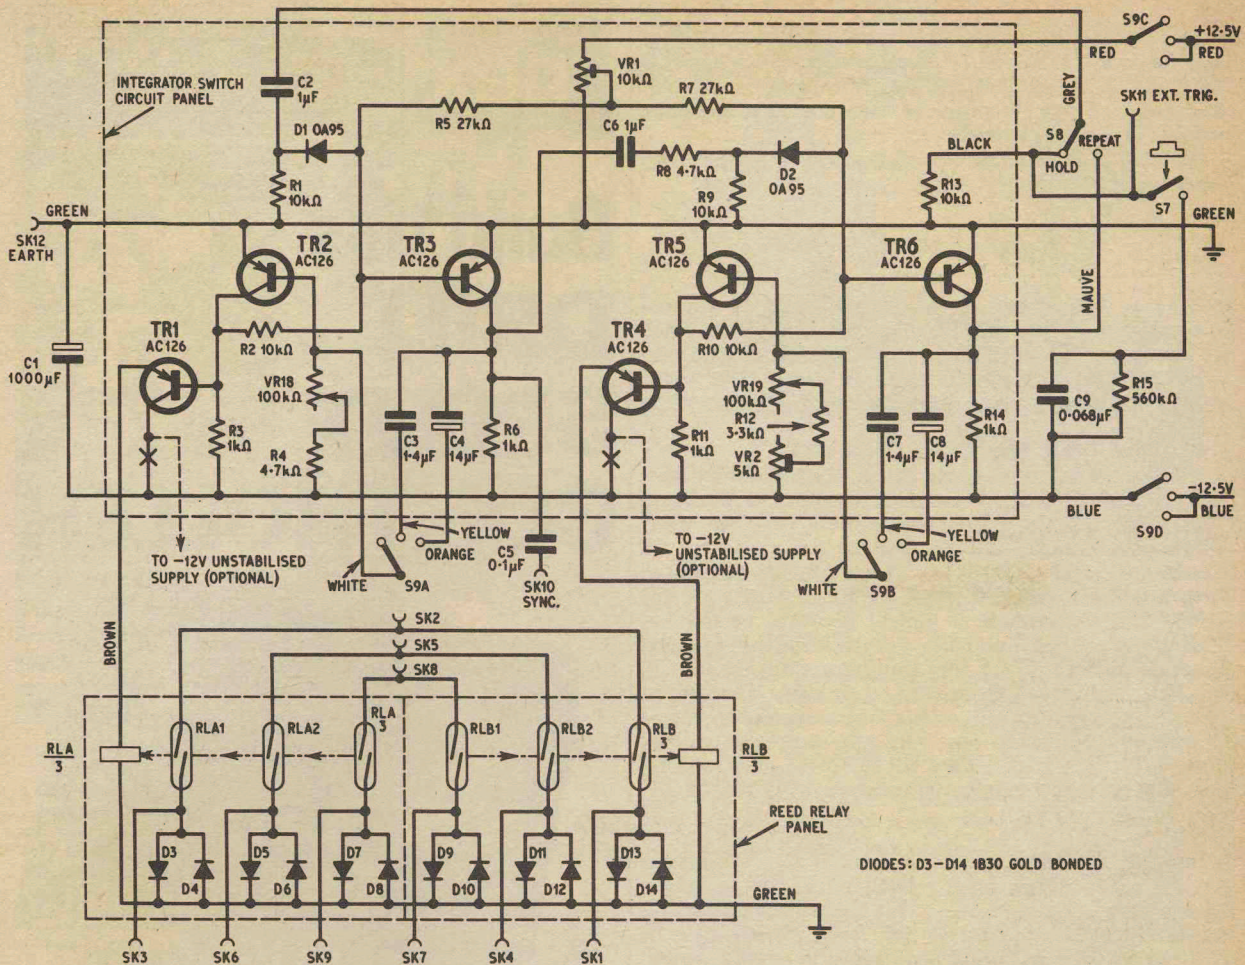 S9C
+12·5V
RED
RED
INTEGRATOR SWITCH
CIRCUIT PANEL
C2
1µF
VR1
10kΩ
R7 27kΩ
R5 27kΩ
GREY
SK11 EXT. TRIG.
D1 OA95
C6 1µF
R8 4·7kΩ
D2
OA95
BLACK
S8
REPEAT
HOLD
R1
10kΩ
R9
10kΩ
R13
10kΩ
S7
GREEN
SK12
EARTH
GREEN
TR2
AC126
TR3
AC126
TR5
AC126
TR6
AC126
MAUVE
TR1
AC126
R2 10kΩ
TR4
AC126
R10 10kΩ
C1
1000µF
VR18
100kΩ
VR19
100kΩ
R12
3·3kΩ
VR2
5kΩ
R3
1kΩ
R4
4·7kΩ
C3
1·4µF
C4
14µF
R6
1kΩ
R11
1kΩ
C7
1·4µF
C8
14µF
R14
1kΩ
C9
0·068µF
R15
560kΩ
BLUE
-12·5V
BLUE
S9D
TO -12V UNSTABILISED
SUPPLY (OPTIONAL)
WHITE
YELLOW
ORANGE
S9A
C5
0·1µF
SK10
SYNC.
TO -12V
UNSTABILISED
SUPPLY (OPTIONAL)
WHITE
YELLOW
ORANGE
S9B
BROWN
SK2
SK5
SK8
BROWN
RLA
3
RLA1
RLA2
RLA
3
RLB1
RLB2
RLB
3
RLB
3
REED RELAY
PANEL
D3
D4
D5
D6
D7
D8
D9
D10
D11
D12
D13
D14
DIODES: D3-D14 1B30 GOLD BONDED
GREEN
SK3
SK6
SK9
SK7
SK4
SK1